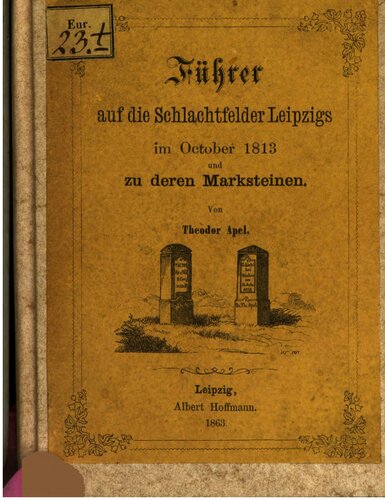 Eur.
23.t
Führer
auf die Schlachtfelder Leipzigs
im October 1813
und
zu deren Marksteinen.
Von
Theodor Apel.
Leipzig,
Albert Hoffmann.
1863.